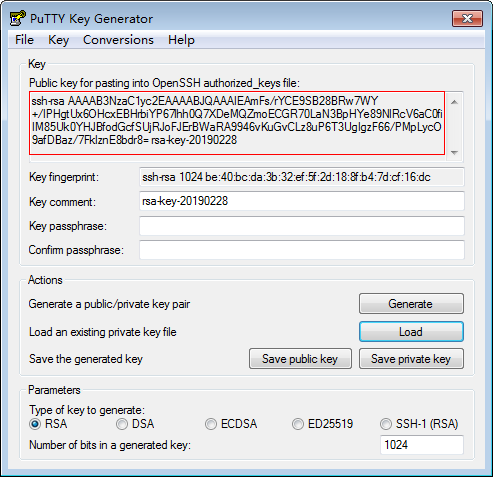 PuTTY Key Generator
File Key Conversions Help
Key
Public key for pasting into OpenSSH authorized_keys file:
ssh-rsa AAAAB3NzaC1yc2EAAAABJQAAAIEAmFs/rYCE9SB28BRw7WY
+/IPHgtUx6OHcxEBHrbiYP67Ihh0Q7XDeMQZmoECGR70LaN3BpHYe89NIRcV6aC0fi
IM85Uk0YHJBfodGcfSUjRJoFJErBWaRA9946vKuGvCLz8uP6T3UgIgzF66/PMpLycO
9afDBaz/7FkIznE8bdr8= rsa-key-20190228
Key fingerprint: ssh-rsa 1024 be:40:bc:da:3b:32:ef:5f:2d:18:8f:b4:7d:cf:16:dc
Key comment: rsa-key-20190228
Key passphrase:
Confirm passphrase:
Actions
Generate a public/private key pair Generate
Load an existing private key file Load
Save the generated key Save public key Save private key
Parameters
Type of key to generate:
RSA DSA ECDSA ED25519 SSH-1 (RSA)
Number of bits in a generated key: 1024